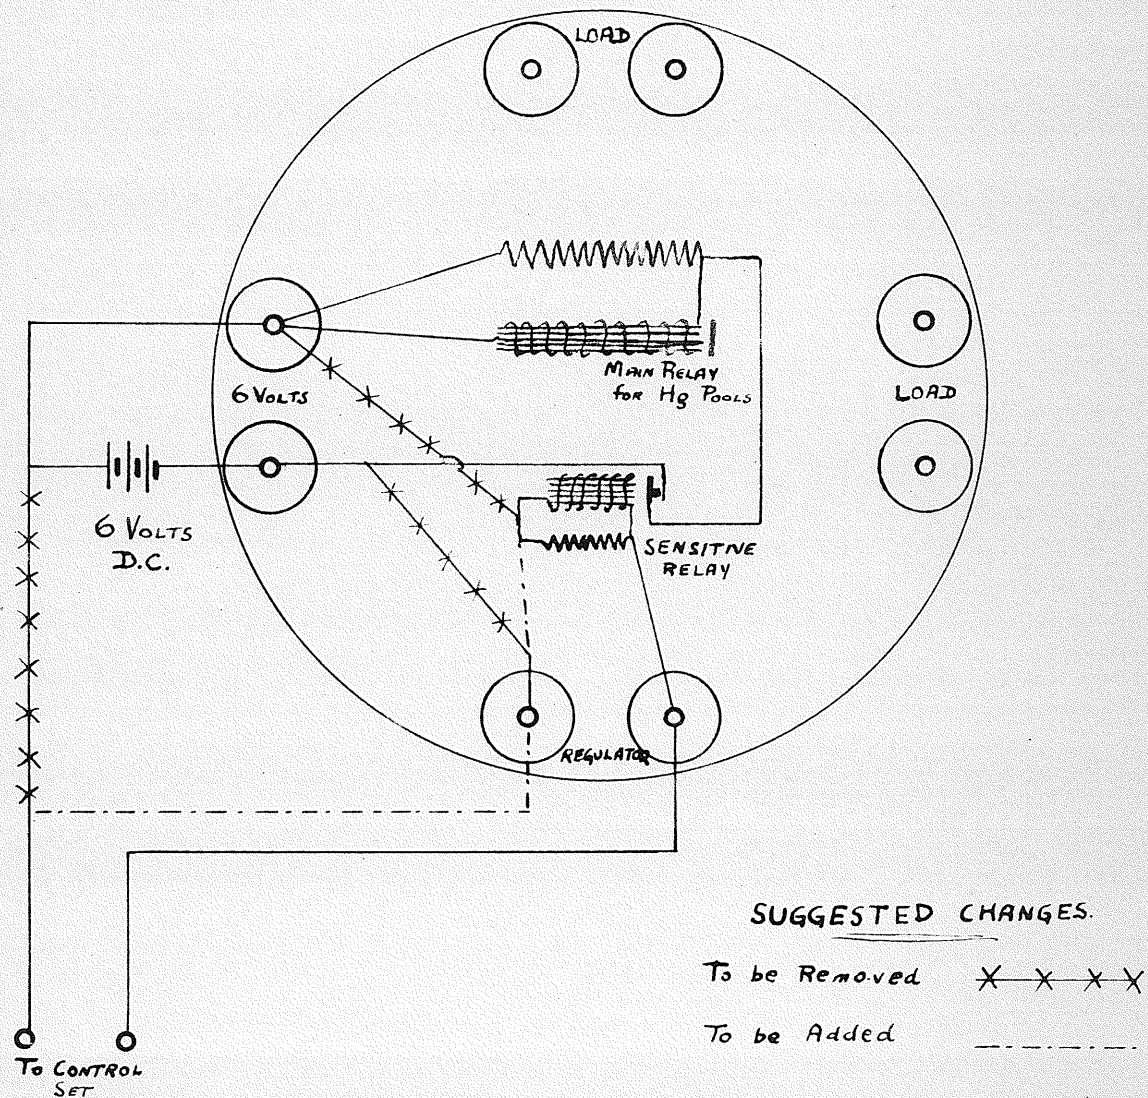 LOAD
MAIN RELAY
FOR Hg POOLS
6 VOLTS
LOAD
6 VOLTS
D.C.
SENSITIVE
RELAY
REGULATOR
SUGGESTED CHANGES.
To be Removed
To be Added
To CONTROL
SET